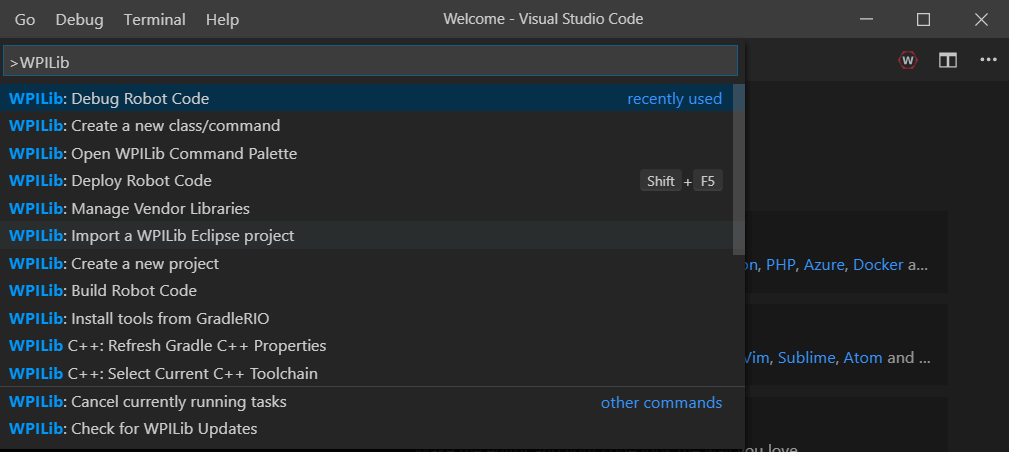 Go Debug Terminal Help Welcome - Visual Studio Code
>WPILib
W
WPILib: Debug Robot Code recently used
WPILib: Create a new class/command
WPILib: Open WPILib Command Palette
WPILib: Deploy Robot Code Shift + F5
WPILib: Manage Vendor Libraries
WPILib: Import a WPILib Eclipse project
WPILib: Create a new project
on, PHP, Azure, Docker a...
WPILib: Build Robot Code
WPILib: Install tools from GradleRIO
WPILib C++: Refresh Gradle C++ Properties
Vim, Sublime, Atom and ...
WPILib C++: Select Current C++ Toolchain
WPILib: Cancel currently running tasks other commands
WPILib: Check for WPILib Updates
you love